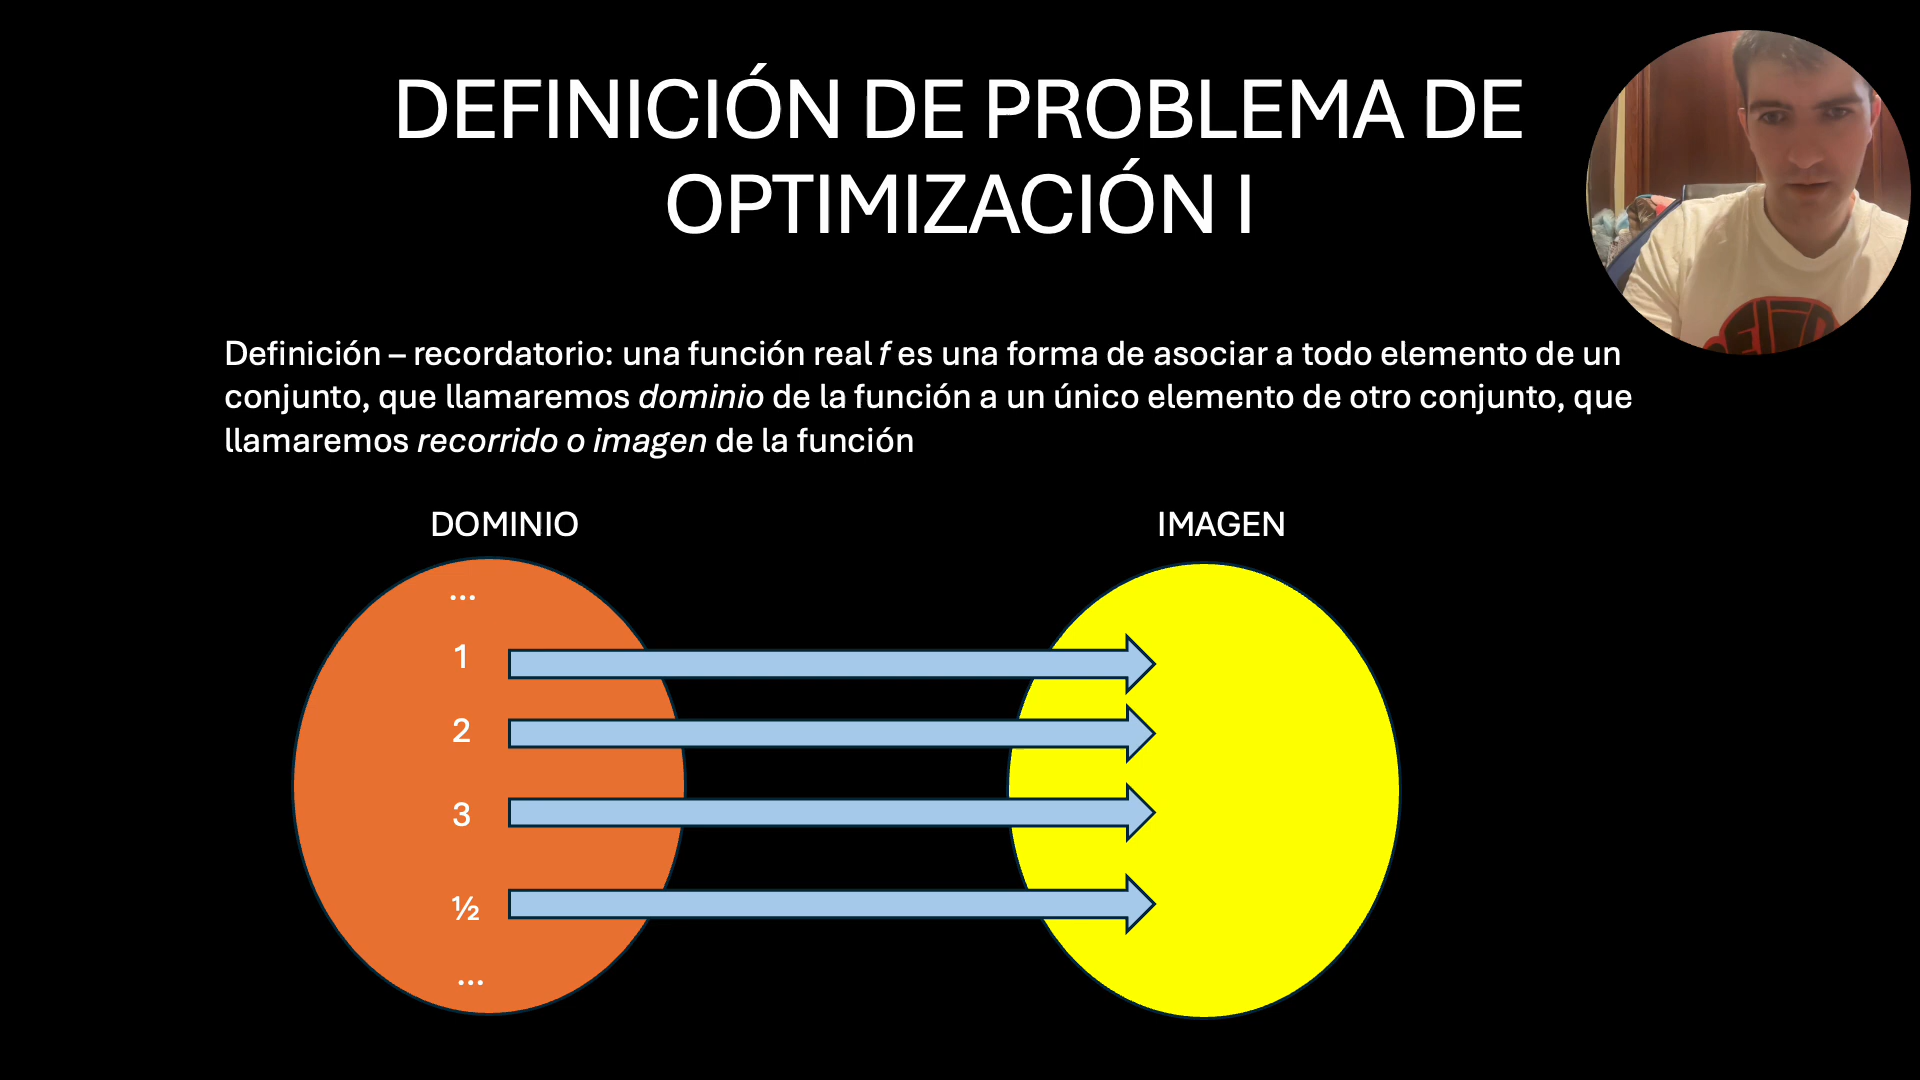 DEFINICIÓN DE PROBLEMA DE
OPTIMIZACIÓN I
Definición – recordatorio: una función real f es una forma de asociar a todo elemento de un
conjunto, que llamaremos dominio de la función a un único elemento de otro conjunto, que
llamaremos recorrido o imagen de la función
DOMINIO
IMAGEN
...
1
2
3
½
...